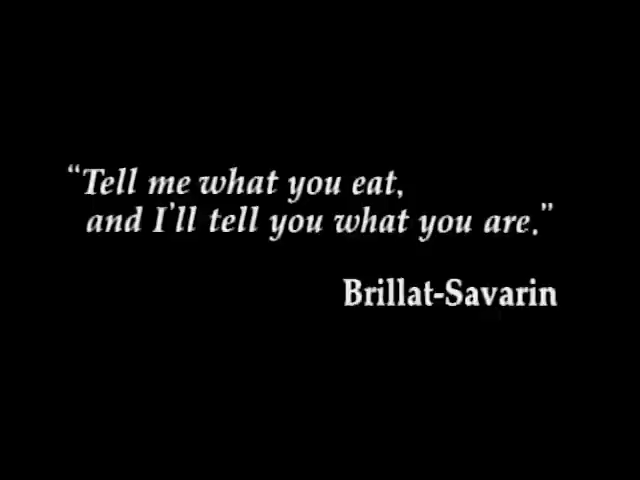 “Tell me what you eat,
and I'll tell you what you are.”
Brillat-Savarin